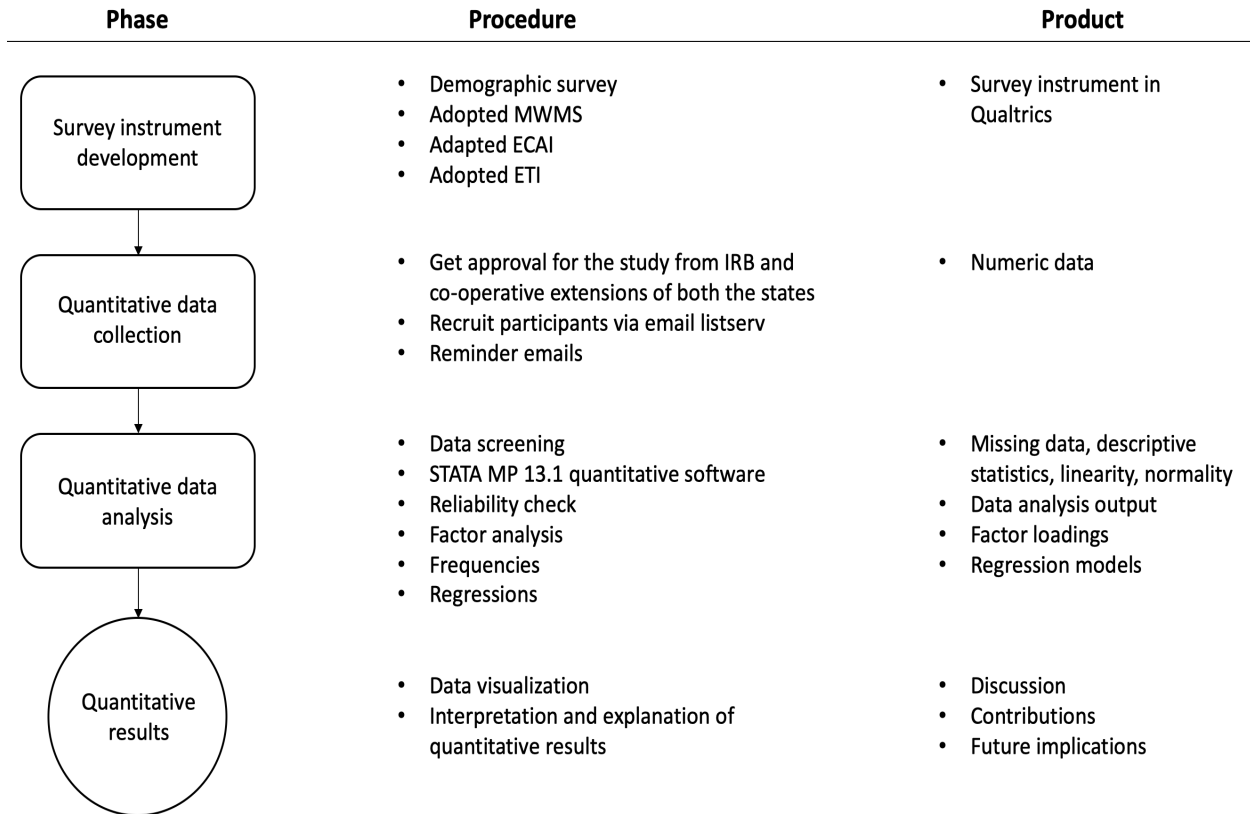 Phase Procedure Product
Survey instrument
development
• Demographic survey
• Adopted MWMS
• Adapted ECAI
• Adopted ETI
• Survey instrument in
Qualtrics
Quantitative data
collection
• Get approval for the study from IRB and
co-operative extensions of both the states
• Recruit participants via email listserv
• Reminder emails
• Numeric data
Quantitative data
analysis
• Data screening
• STATA MP 13.1 quantitative software
• Reliability check
• Factor analysis
• Frequencies
• Regressions
• Missing data, descriptive
statistics, linearity, normality
• Data analysis output
• Factor loadings
• Regression models
Quantitative
results
• Data visualization
• Interpretation and explanation of
quantitative results
• Discussion
• Contributions
• Future implications